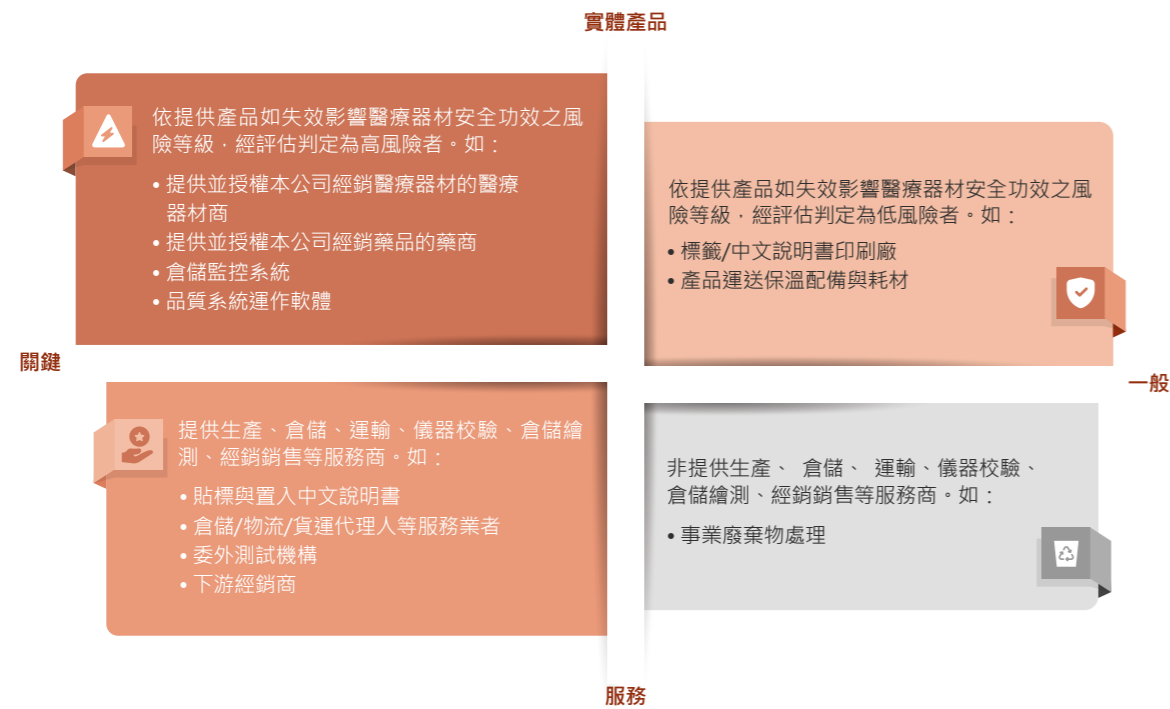 實體產品
依提供產品如失效影響醫療器材安全功效之風
險等級，經評估判定為高風險者。如：
• 提供並授權本公司經銷醫療器材的醫療
器材商
• 提供並授權本公司經銷藥品的藥商
• 倉儲監控系統
• 品質系統運作軟體
依提供產品如失效影響醫療器材安全功效之風
險等級，經評估判定為低風險者。如：
• 標籤/中文說明書印刷廠
• 產品運送保溫配備與耗材
關鍵
一般
提供生產、倉儲、運輸、儀器校驗、倉儲繪
測、經銷銷售等服務商。如：
• 貼標與置入中文說明書
• 倉儲/物流/貨運代理人等服務業者
• 委外測試機構
• 下游經銷商
非提供生產、 倉儲、 運輸、儀器校驗、
倉儲繪測、經銷銷售等服務商。如：
• 事業廢棄物處理
服務